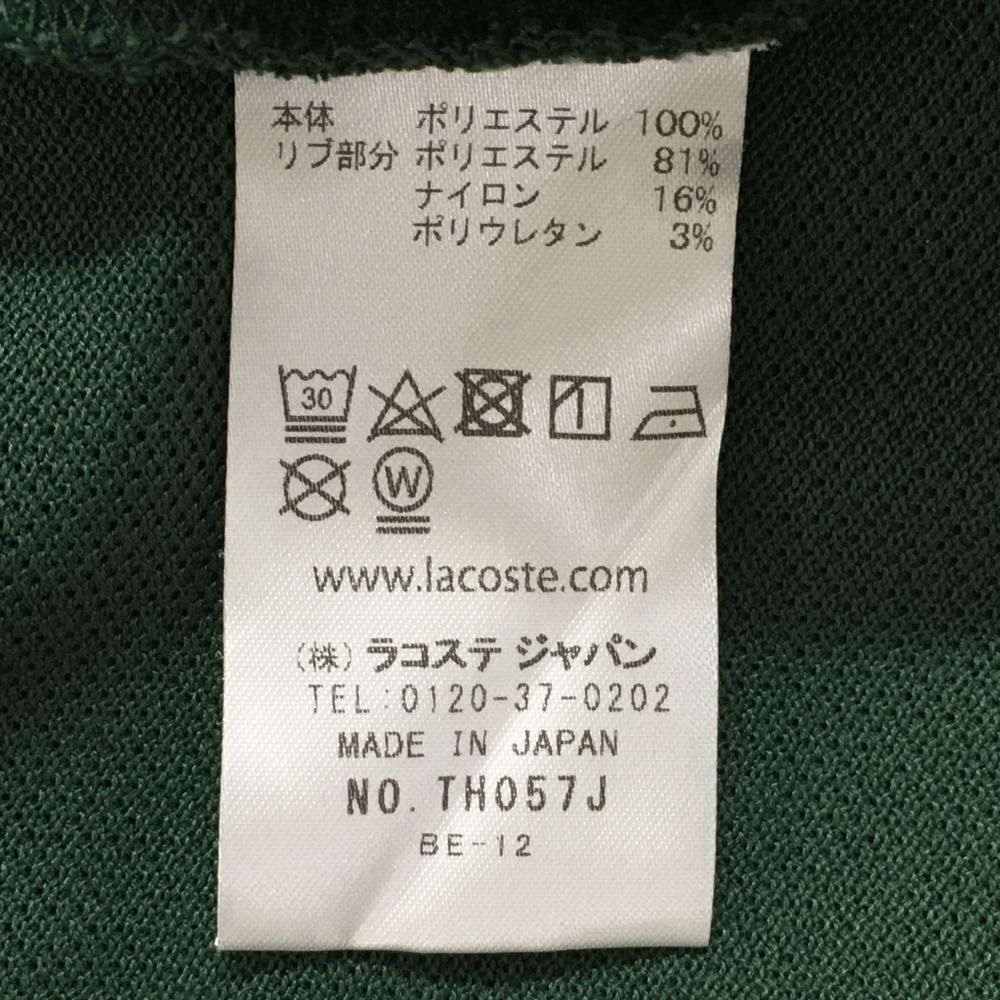 本体 ポリエステル 100%
リブ部分 ポリエステル 81%
ナイロン 16%
ポリウレタン 3%
30
W
www.lacoste.com
(株) ラコステ ジャパン
TEL:0120-37-0202
MADE IN JAPAN
NO. TH057J
BE-12